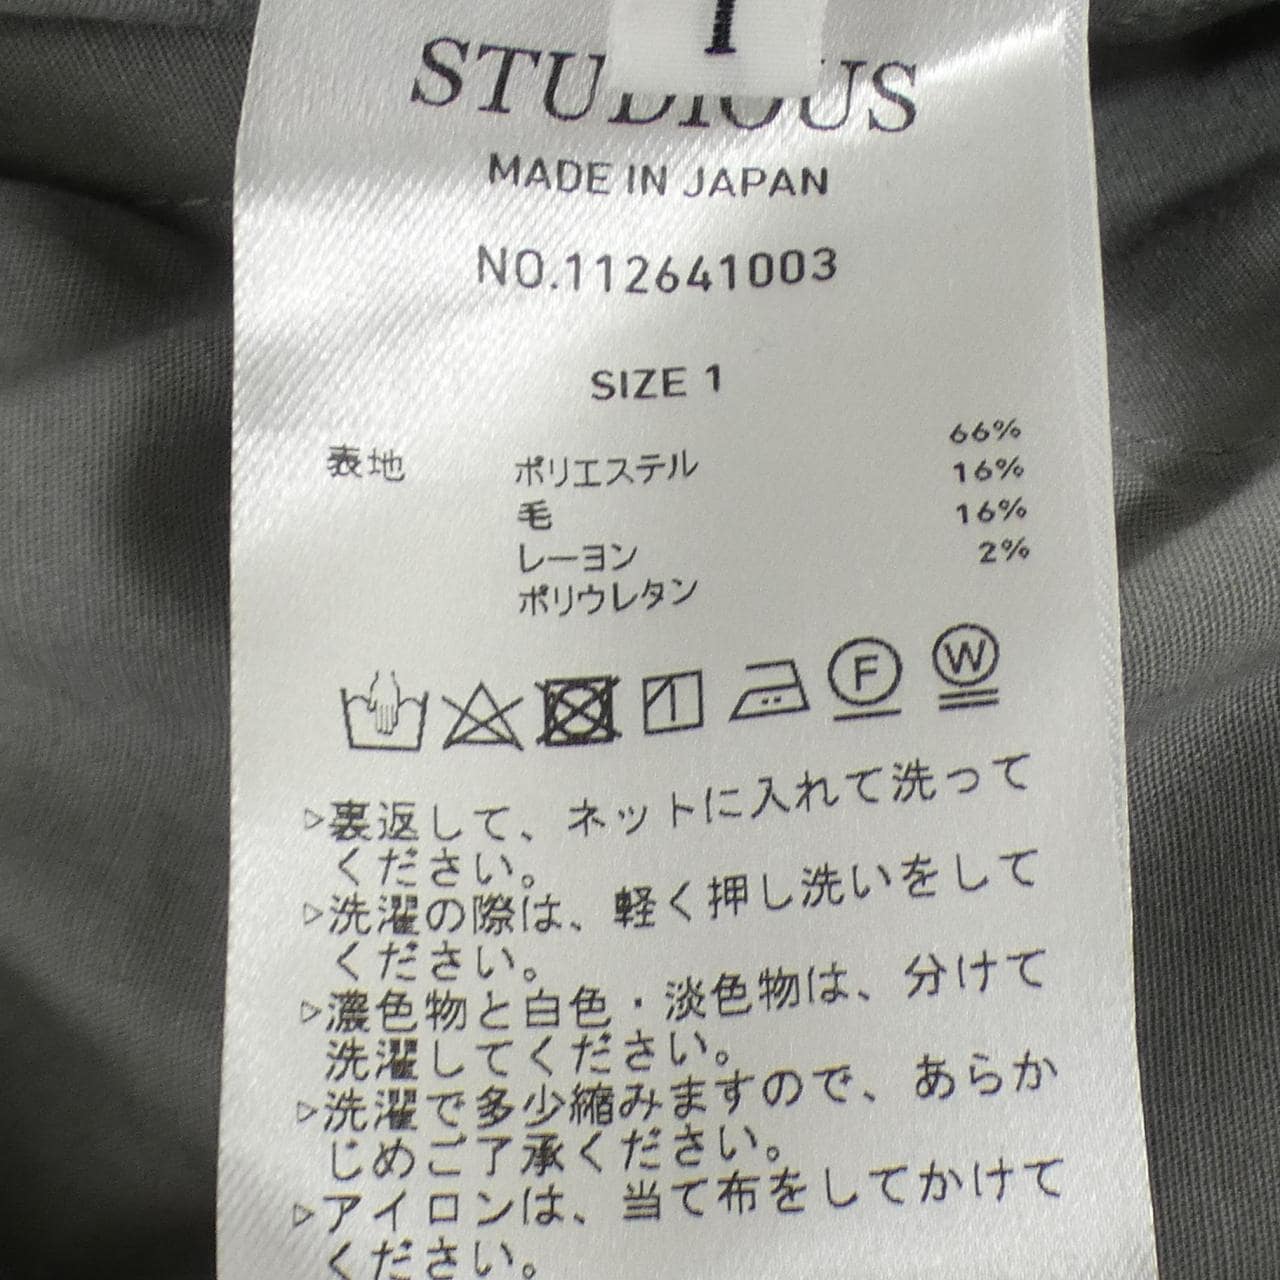 STUDIOUS
MADE IN JAPAN
NO.112641003
SIZE 1
表地 ポリエステル 66%
毛 16%
レーヨン 16%
ポリウレタン 2%
F W
▷裏返して、ネットに入れて洗って
ください。
▷洗濯の際は、軽く押し洗いをして
ください。
▷濃色物と白色・淡色物は、分けて
洗濯してください。
▷洗濯で多少縮みますので、あらか
じめご了承ください。
▷アイロンは、当て布をしてかけて
ください。